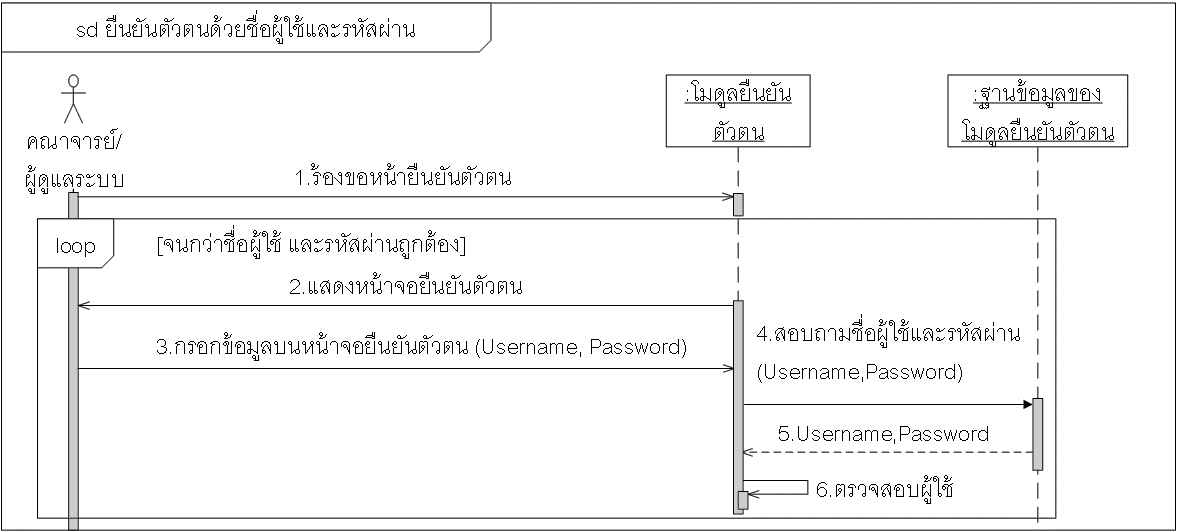 sd ยืนยันตัวตนด้วยชื่อผู้ใช้และรหัสผ่าน
คณาจารย์/
ผู้ดูแลระบบ
:โมดูลยืนยัน
ตัวตน
:ฐานข้อมูลของ
โมดูลยืนยันตัวตน
1.ร้องขอหน้ายืนยันตัวตน
loop
[จนกว่าชื่อผู้ใช้ และรหัสผ่านถูกต้อง]
2.แสดงหน้าจอยืนยันตัวตน
3.กรอกข้อมูลบนหน้าจอยืนยันตัวตน (Username, Password)
4.สอบถามชื่อผู้ใช้และรหัสผ่าน
(Username,Password)
5.Username,Password
6.ตรวจสอบผู้ใช้